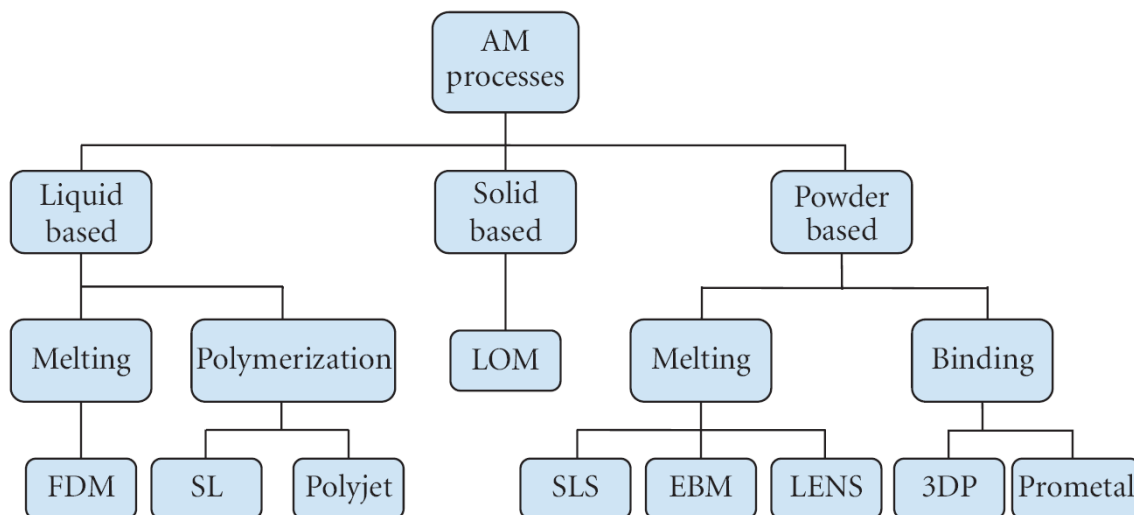 AM
processes
Liquid
based
Solid
based
Powder
based
Melting
Polymerization
LOM
Melting
Binding
FDM
SL
Polyjet
SLS
EBM
LENS
3DP
Prometal